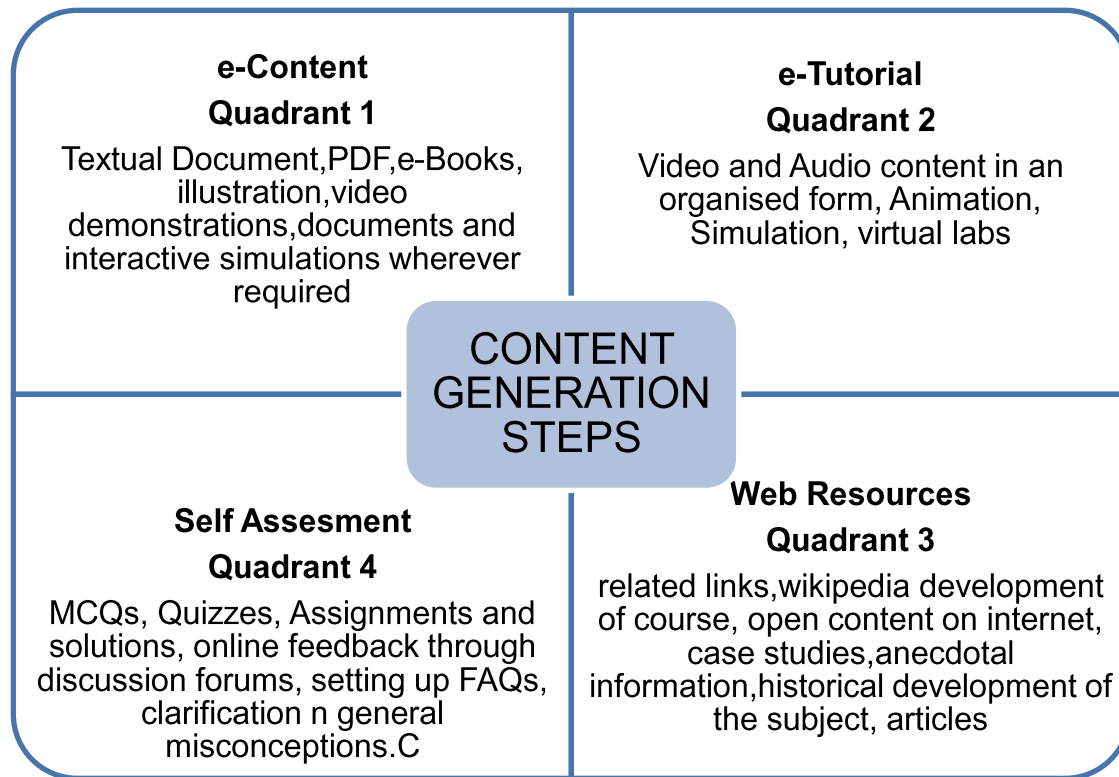 e-Content
Quadrant 1
Textual Document,PDF,e-Books,
illustration,video
demonstrations,documents and
interactive simulations wherever
required
e-Tutorial
Quadrant 2
Video and Audio content in an
organised form, Animation,
Simulation, virtual labs
CONTENT
GENERATION
STEPS
Self Assesment
Quadrant 4
MCQs, Quizzes, Assignments and
solutions, online feedback through
discussion forums, setting up FAQs,
clarification n general
misconceptions.C
Web Resources
Quadrant 3
related links,wikipedia development
of course, open content on internet,
case studies,anecdotal
information,historical development of
the subject, articles